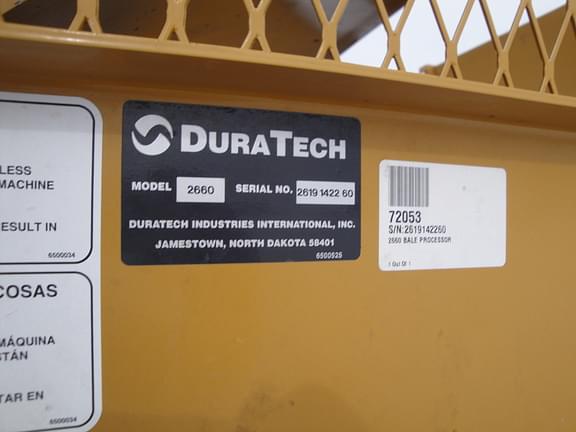 LESS
MACHINE
RESULT IN
6500034
COSAS
MÁQUINA
STÁN
TAR EN
6500034
DURATECH
MODEL 2660 SERIAL NO. 2619 1422 60
DURATECH INDUSTRIES INTERNATIONAL, INC.
JAMESTOWN, NORTH DAKOTA 58401
6500525
72053
S/N:2619142260
2660 BALE PROCESSOR
1 Out Of 1